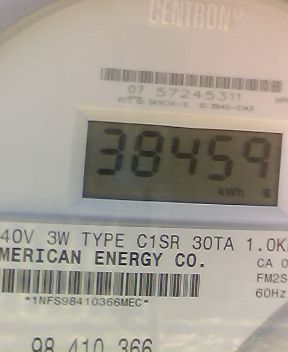 CENTRON®
07 57245311
38459
kWh
40V 3W TYPE C1SR 30TA 1.0K
MERICAN ENERGY CO.
CA 0
FM2S
60Hz
*1NFS98410366MEC*
98 410 366